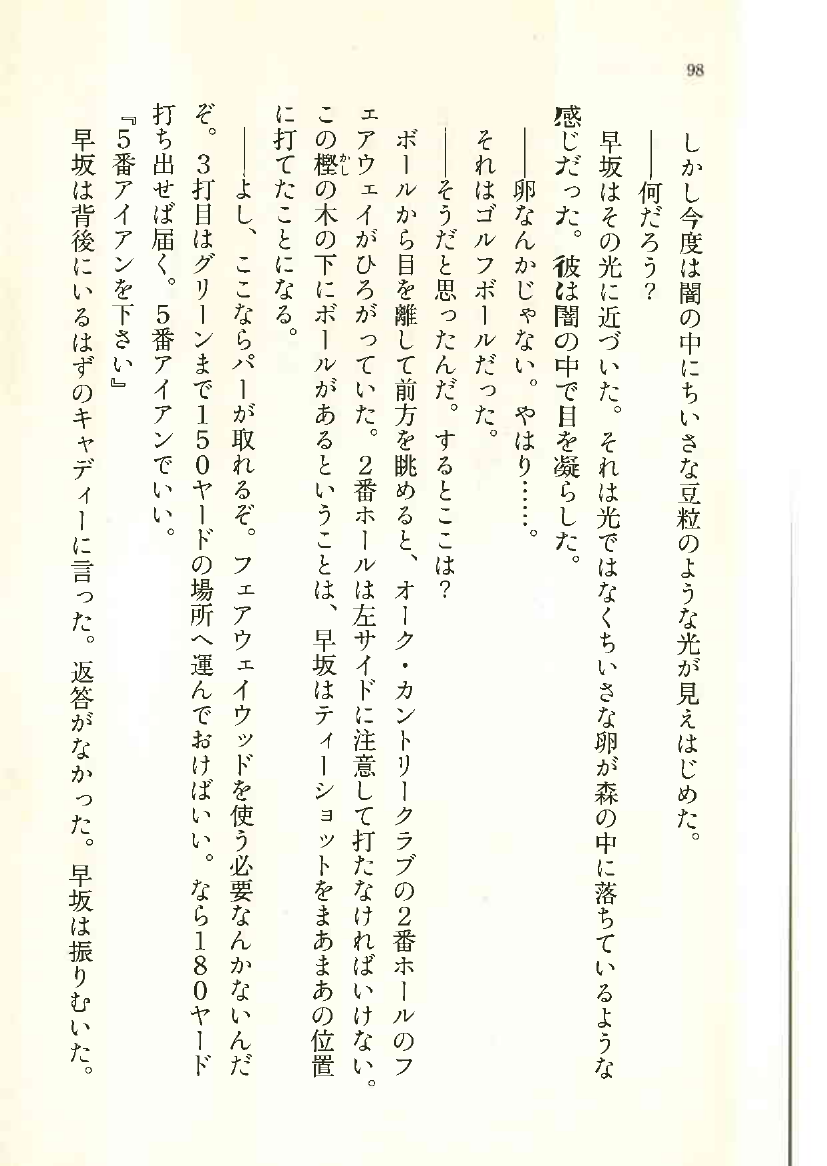 98
しかし今度は闇の中にちいさな豆粒のような光が見えはじめた。
――何だろう?
早坂はその光に近づいた。それは光ではなくちいさな卵が森の中に落ちているような
感じだった。彼は闇の中で目を凝らした。
――卵なんかじゃない。やはり……。
それはゴルフボールだった。
――そうだと思ったんだ。するとここは?
ボールから目を離して前方を眺めると、オーク・カントリークラブの2番ホールのフ
ェアウェイがひろがっていた。2番ホールは左サイドに注意して打たなければいけない。
この樫かしの木の下にボールがあるということは、早坂はティーショットをまあまあの位置
に打てたことになる。
――よし、ここならパーが取れるぞ。フェアウェイウッドを使う必要なんかないんだ
ぞ。3打目はグリーンまで150ヤードの場所へ運んでおけばいい。なら180ヤード
打ち出せば届く。5番アイアンでいい。
『5番アイアンを下さい』
早坂は背後にいるはずのキャディーに言った。返答がなかった。早坂は振りむいた。